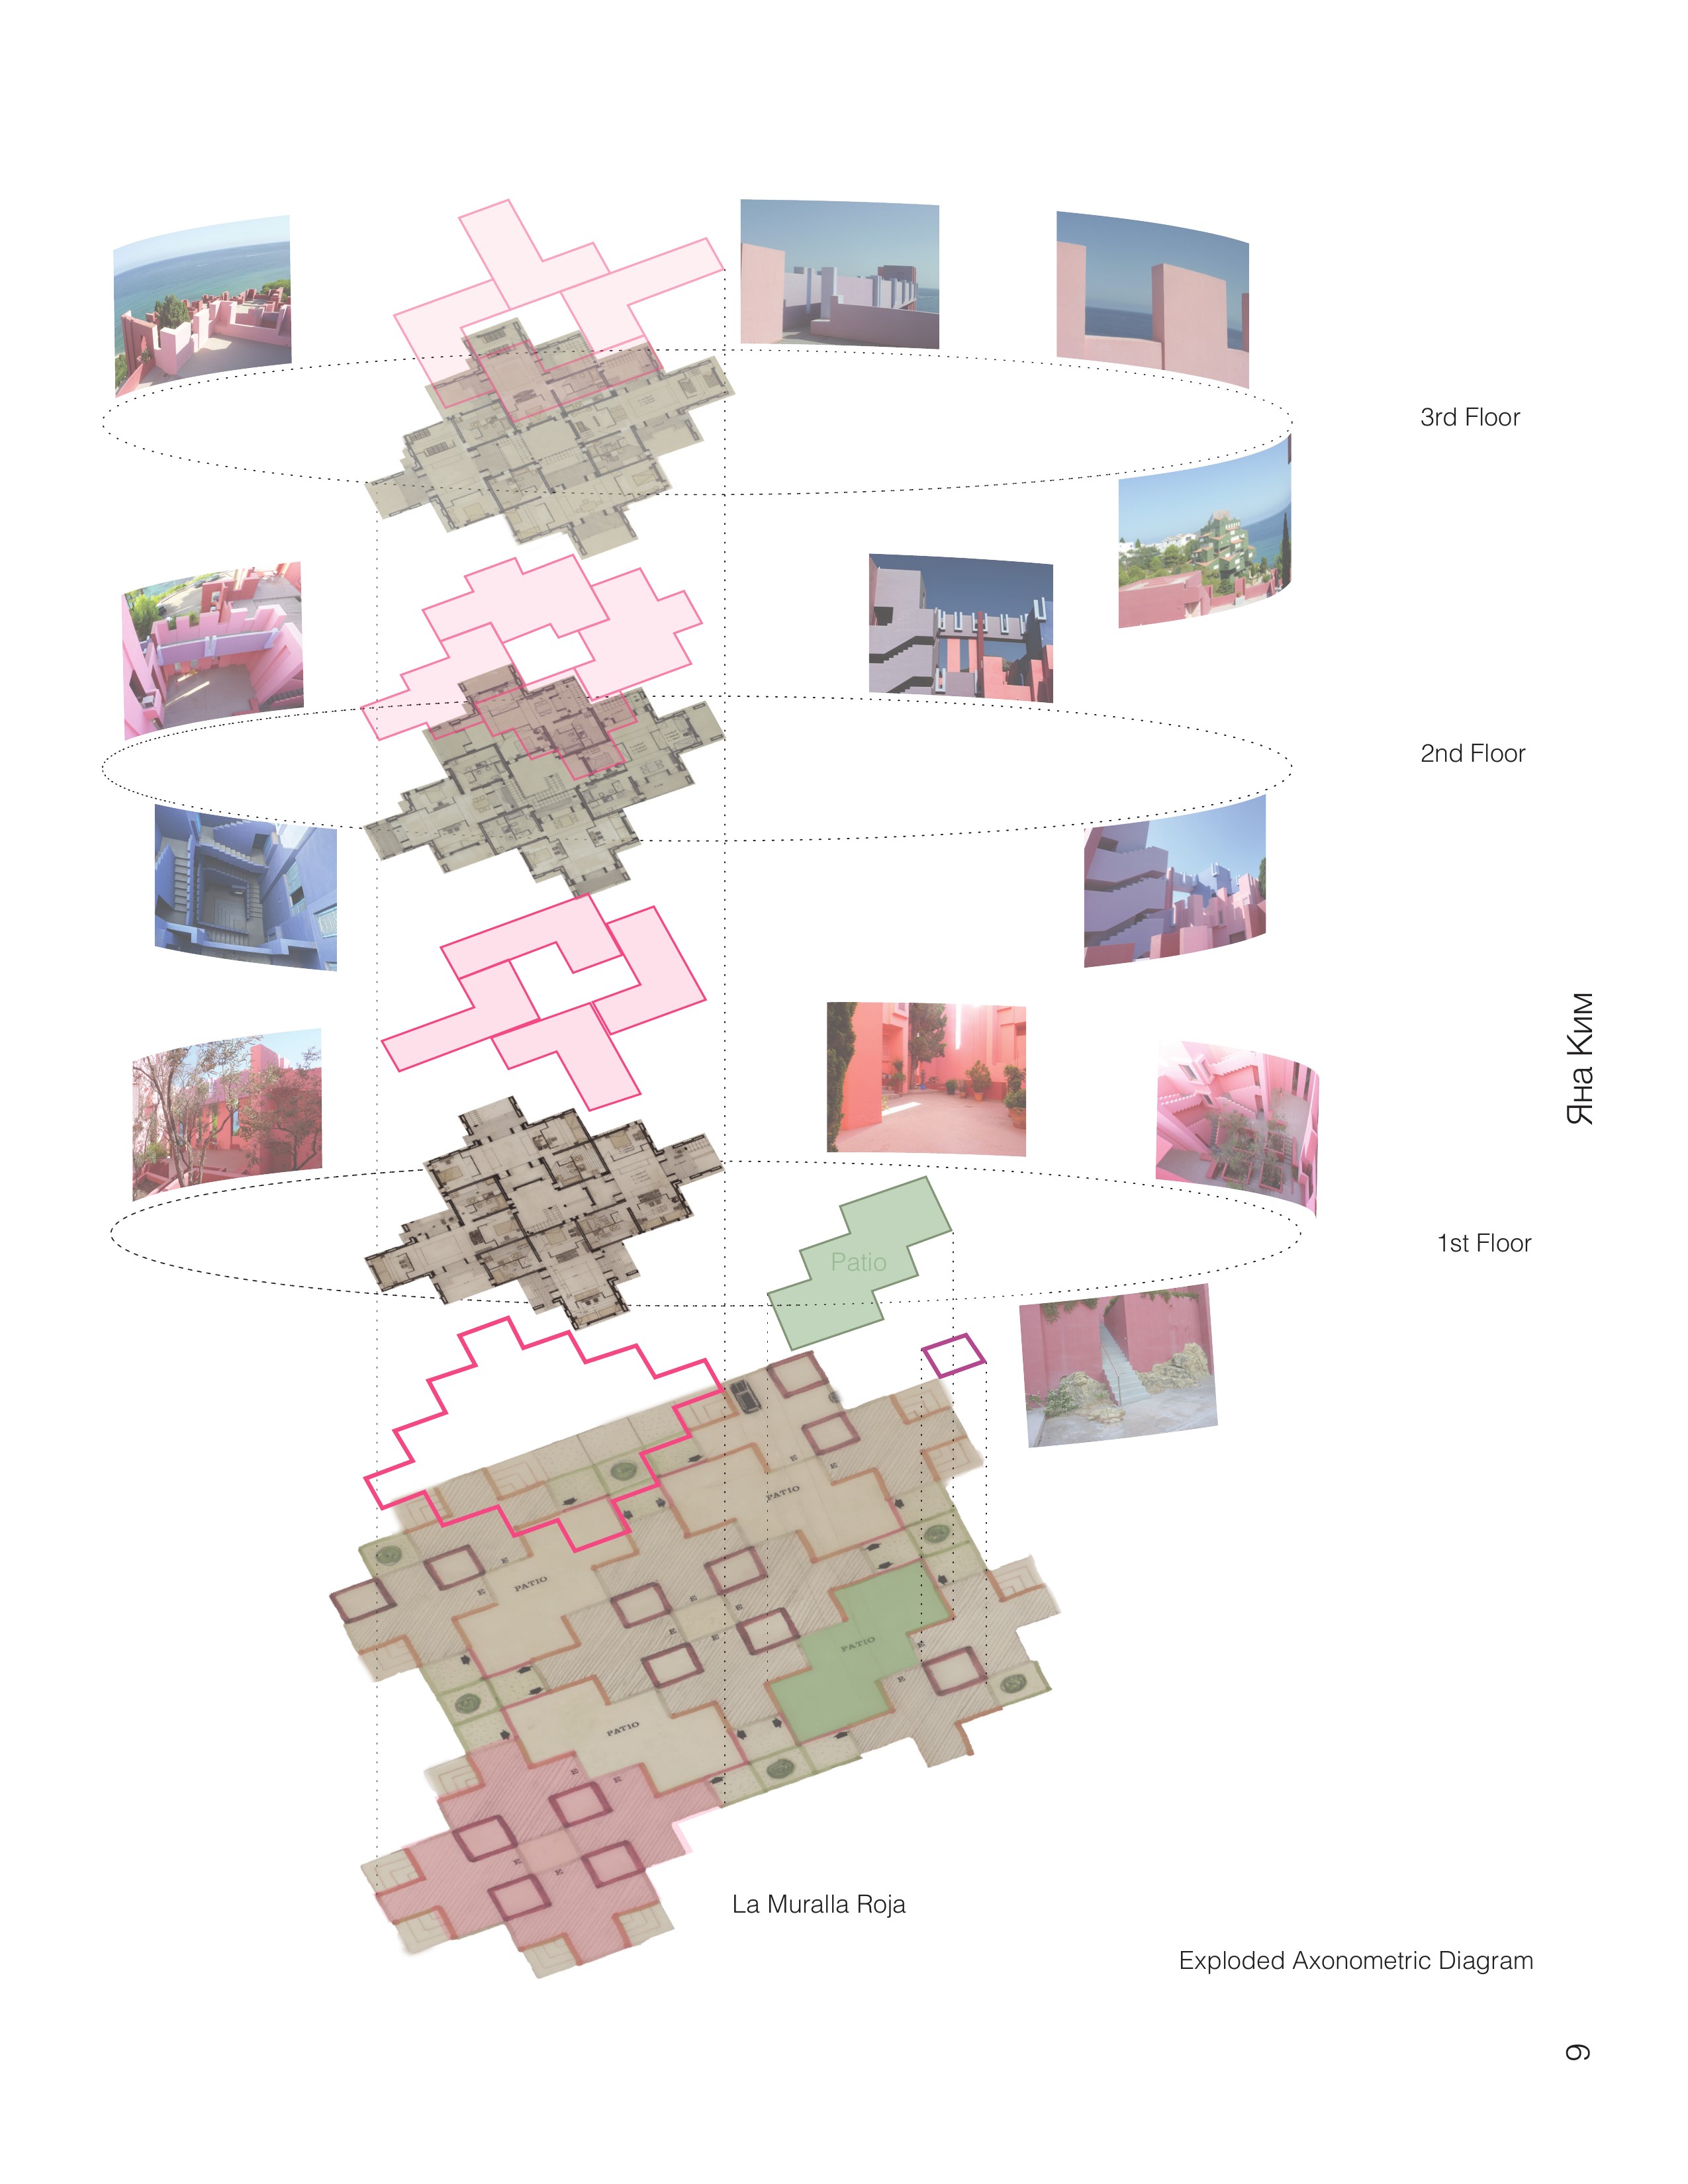 3rd Floor
2nd Floor
Patio
1st Floor
PATIO
E
E
PATIO
E
E
E
E
E
E
PATIO
E
PATIO
E
E
E
E
La Muralla Roja
Exploded Axonometric Diagram
Яна Ким
9